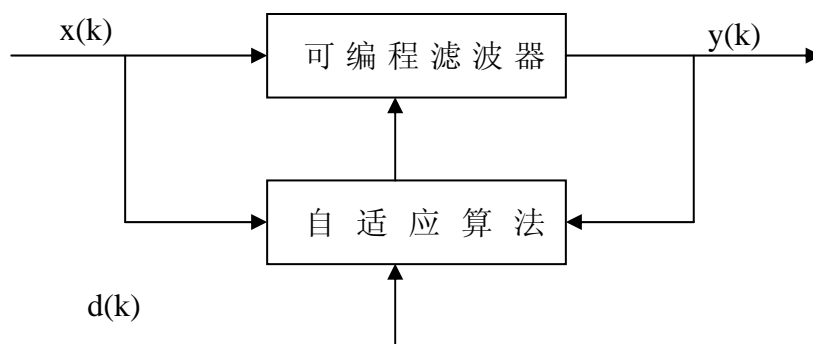 x(k)
可编程滤波器
y(k)
自适应算法
d(k)